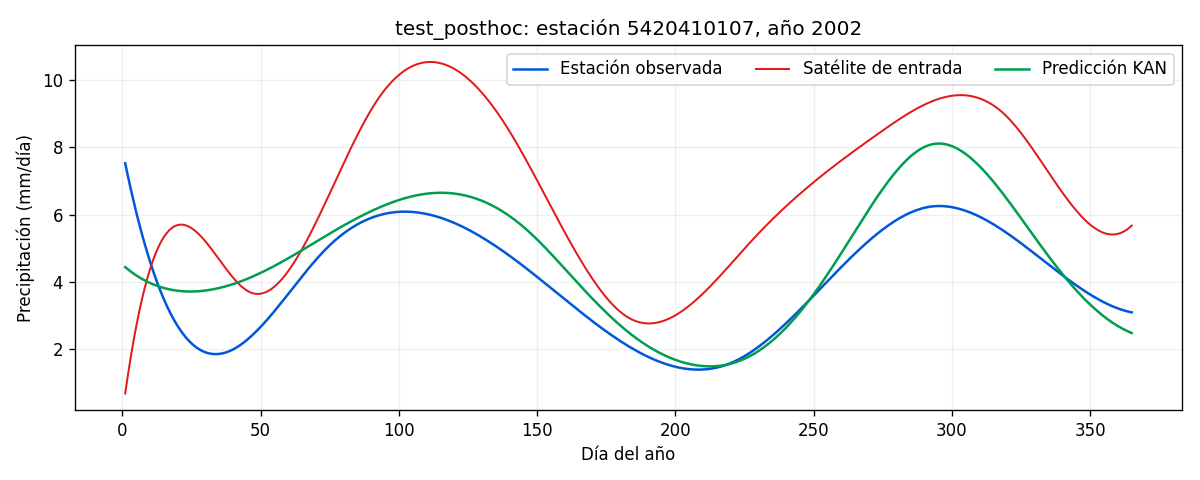 test_posthoc: estación 5420410107, año 2002
Estación observada
Satélite de entrada
Predicción KAN
Precipitación (mm/día)
10
8
6
4
2
0
50
100
150
200
250
300
350
Día del año